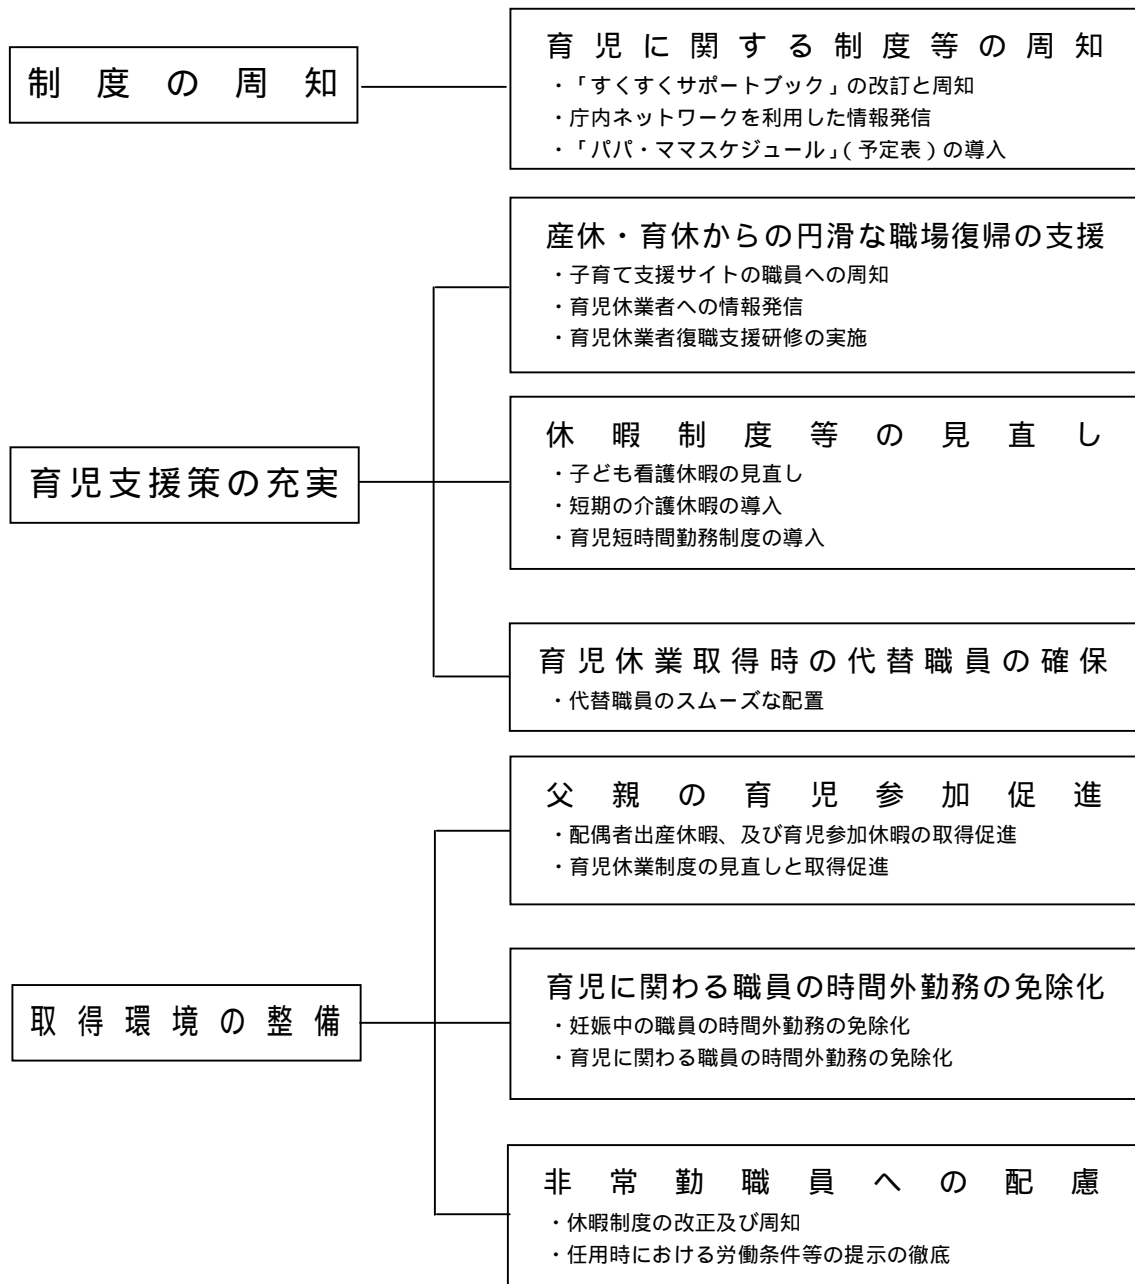 制度の周知
育児に関する制度等の周知
・「すくすくサポートブック」の改訂と周知
・庁内ネットワークを利用した情報発信
・「パパ・ママスケジュール」(予定表)の導入
育児支援策の充実
産休・育休からの円滑な職場復帰の支援
・子育て支援サイトの職員への周知
・育児休業者への情報発信
・育児休業者復職支援研修の実施
休暇制度等の見直し
・子ども看護休暇の見直し
・短期の介護休暇の導入
・育児短時間勤務制度の導入
育児休業取得時の代替職員の確保
・代替職員のスムーズな配置
取得環境の整備
父親の育児参加促進
・配偶者出産休暇、及び育児参加休暇の取得促進
・育児休業制度の見直しと取得促進
育児に関わる職員の時間外勤務の免除化
・妊娠中の職員の時間外勤務の免除化
・育児に関わる職員の時間外勤務の免除化
非常勤職員への配慮
・休暇制度の改正及び周知
・任用時における労働条件等の提示の徹底